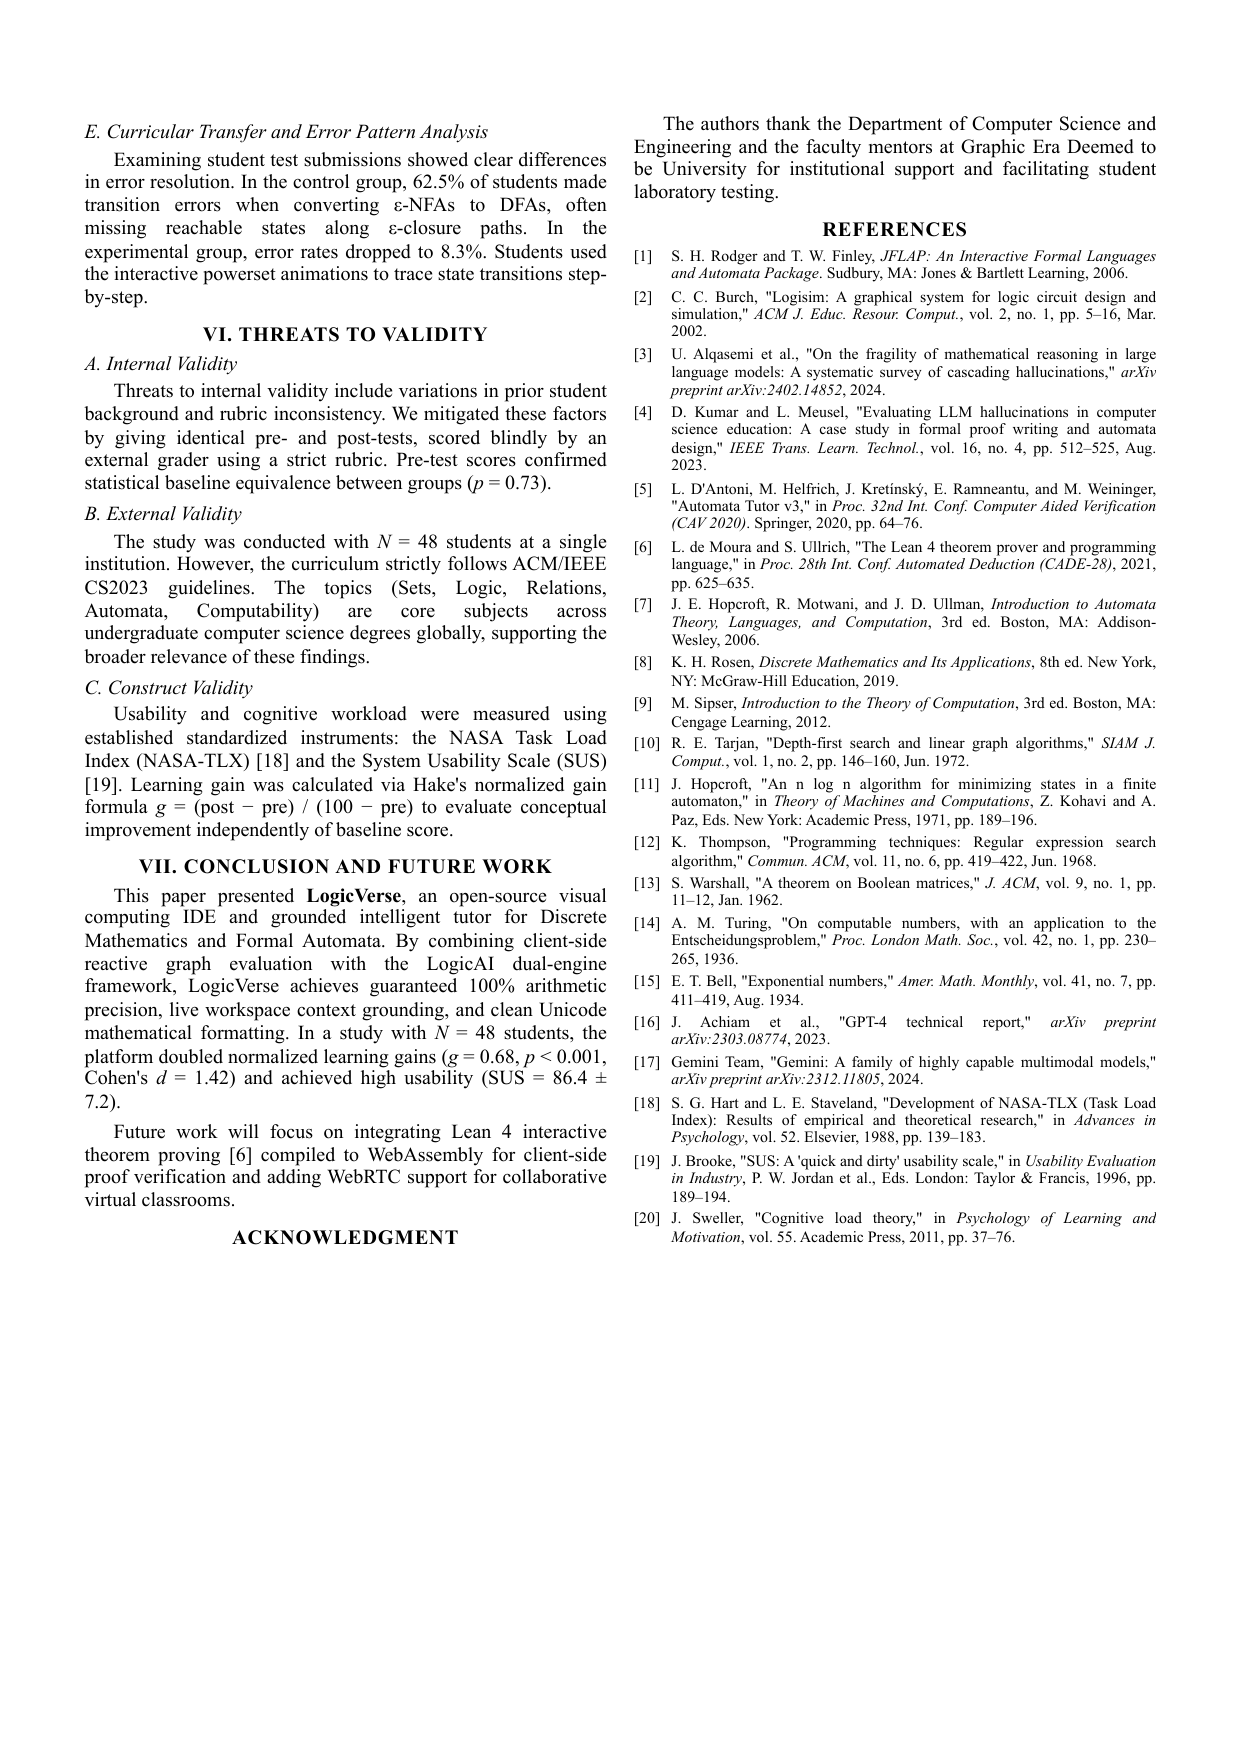 E. Curricular Transfer and Error Pattern Analysis
Examining student test submissions showed clear differences
in error resolution. In the control group, 62.5% of students made
transition errors when converting ε-NFAs to DFAs, often
missing reachable states along ε-closure paths. In the
experimental group, error rates dropped to 8.3%. Students used
the interactive powerset animations to trace state transitions step-
by-step.
VI. THREATS TO VALIDITY
A. Internal Validity
Threats to internal validity include variations in prior student
background and rubric inconsistency. We mitigated these factors
by giving identical pre- and post-tests, scored blindly by an
external grader using a strict rubric. Pre-test scores confirmed
statistical baseline equivalence between groups (p = 0.73).
B. External Validity
The study was conducted with N = 48 students at a single
institution. However, the curriculum strictly follows ACM/IEEE
CS2023 guidelines. The topics (Sets, Logic, Relations,
Automata, Computability) are core subjects across
undergraduate computer science degrees globally, supporting the
broader relevance of these findings.
C. Construct Validity
Usability and cognitive workload were measured using
established standardized instruments: the NASA Task Load
Index (NASA-TLX) [18] and the System Usability Scale (SUS)
[19]. Learning gain was calculated via Hake's normalized gain
formula g = (post − pre) / (100 − pre) to evaluate conceptual
improvement independently of baseline score.
VII. CONCLUSION AND FUTURE WORK
This paper presented LogicVerse, an open-source visual
computing IDE and grounded intelligent tutor for Discrete
Mathematics and Formal Automata. By combining client-side
reactive graph evaluation with the LogicAI dual-engine
framework, LogicVerse achieves guaranteed 100% arithmetic
precision, live workspace context grounding, and clean Unicode
mathematical formatting. In a study with N = 48 students, the
platform doubled normalized learning gains (g = 0.68, p < 0.001,
Cohen's d = 1.42) and achieved high usability (SUS = 86.4 ±
7.2).
Future work will focus on integrating Lean 4 interactive
theorem proving [6] compiled to WebAssembly for client-side
proof verification and adding WebRTC support for collaborative
virtual classrooms.
ACKNOWLEDGMENT
The authors thank the Department of Computer Science and
Engineering and the faculty mentors at Graphic Era Deemed to
be University for institutional support and facilitating student
laboratory testing.
REFERENCES
[1] S. H. Rodger and T. W. Finley, JFLAP: An Interactive Formal Languages
and Automata Package. Sudbury, MA: Jones & Bartlett Learning, 2006.
[2] C. C. Burch, "Logisim: A graphical system for logic circuit design and
simulation," ACM J. Educ. Resour. Comput., vol. 2, no. 1, pp. 5–16, Mar.
2002.
[3] U. Alqasemi et al., "On the fragility of mathematical reasoning in large
language models: A systematic survey of cascading hallucinations," arXiv
preprint arXiv:2402.14852, 2024.
[4] D. Kumar and L. Meusel, "Evaluating LLM hallucinations in computer
science education: A case study in formal proof writing and automata
design," IEEE Trans. Learn. Technol., vol. 16, no. 4, pp. 512–525, Aug.
2023.
[5] L. D'Antoni, M. Helfrich, J. Kretínský, E. Ramneantu, and M. Weininger,
"Automata Tutor v3," in Proc. 32nd Int. Conf. Computer Aided Verification
(CAV 2020). Springer, 2020, pp. 64–76.
[6] L. de Moura and S. Ullrich, "The Lean 4 theorem prover and programming
language," in Proc. 28th Int. Conf. Automated Deduction (CADE-28), 2021,
pp. 625–635.
[7] J. E. Hopcroft, R. Motwani, and J. D. Ullman, Introduction to Automata
Theory, Languages, and Computation, 3rd ed. Boston, MA: Addison-
Wesley, 2006.
[8] K. H. Rosen, Discrete Mathematics and Its Applications, 8th ed. New York,
NY: McGraw-Hill Education, 2019.
[9] M. Sipser, Introduction to the Theory of Computation, 3rd ed. Boston, MA:
Cengage Learning, 2012.
[10] R. E. Tarjan, "Depth-first search and linear graph algorithms," SIAM J.
Comput., vol. 1, no. 2, pp. 146–160, Jun. 1972.
[11] J. Hopcroft, "An n log n algorithm for minimizing states in a finite
automaton," in Theory of Machines and Computations, Z. Kohavi and A.
Paz, Eds. New York: Academic Press, 1971, pp. 189–196.
[12] K. Thompson, "Programming techniques: Regular expression search
algorithm," Commun. ACM, vol. 11, no. 6, pp. 419–422, Jun. 1968.
[13] S. Warshall, "A theorem on Boolean matrices," J. ACM, vol. 9, no. 1, pp.
11–12, Jan. 1962.
[14] A. M. Turing, "On computable numbers, with an application to the
Entscheidungsproblem," Proc. London Math. Soc., vol. 42, no. 1, pp. 230–
265, 1936.
[15] E. T. Bell, "Exponential numbers," Amer. Math. Monthly, vol. 41, no. 7, pp.
411–419, Aug. 1934.
[16] J. Achiam et al., "GPT-4 technical report," arXiv preprint
arXiv:2303.08774, 2023.
[17] Gemini Team, "Gemini: A family of highly capable multimodal models,"
arXiv preprint arXiv:2312.11805, 2024.
[18] S. G. Hart and L. E. Staveland, "Development of NASA-TLX (Task Load
Index): Results of empirical and theoretical research," in Advances in
Psychology, vol. 52. Elsevier, 1988, pp. 139–183.
[19] J. Brooke, "SUS: A 'quick and dirty' usability scale," in Usability Evaluation
in Industry, P. W. Jordan et al., Eds. London: Taylor & Francis, 1996, pp.
189–194.
[20] J. Sweller, "Cognitive load theory," in Psychology of Learning and
Motivation, vol. 55. Academic Press, 2011, pp. 37–76.